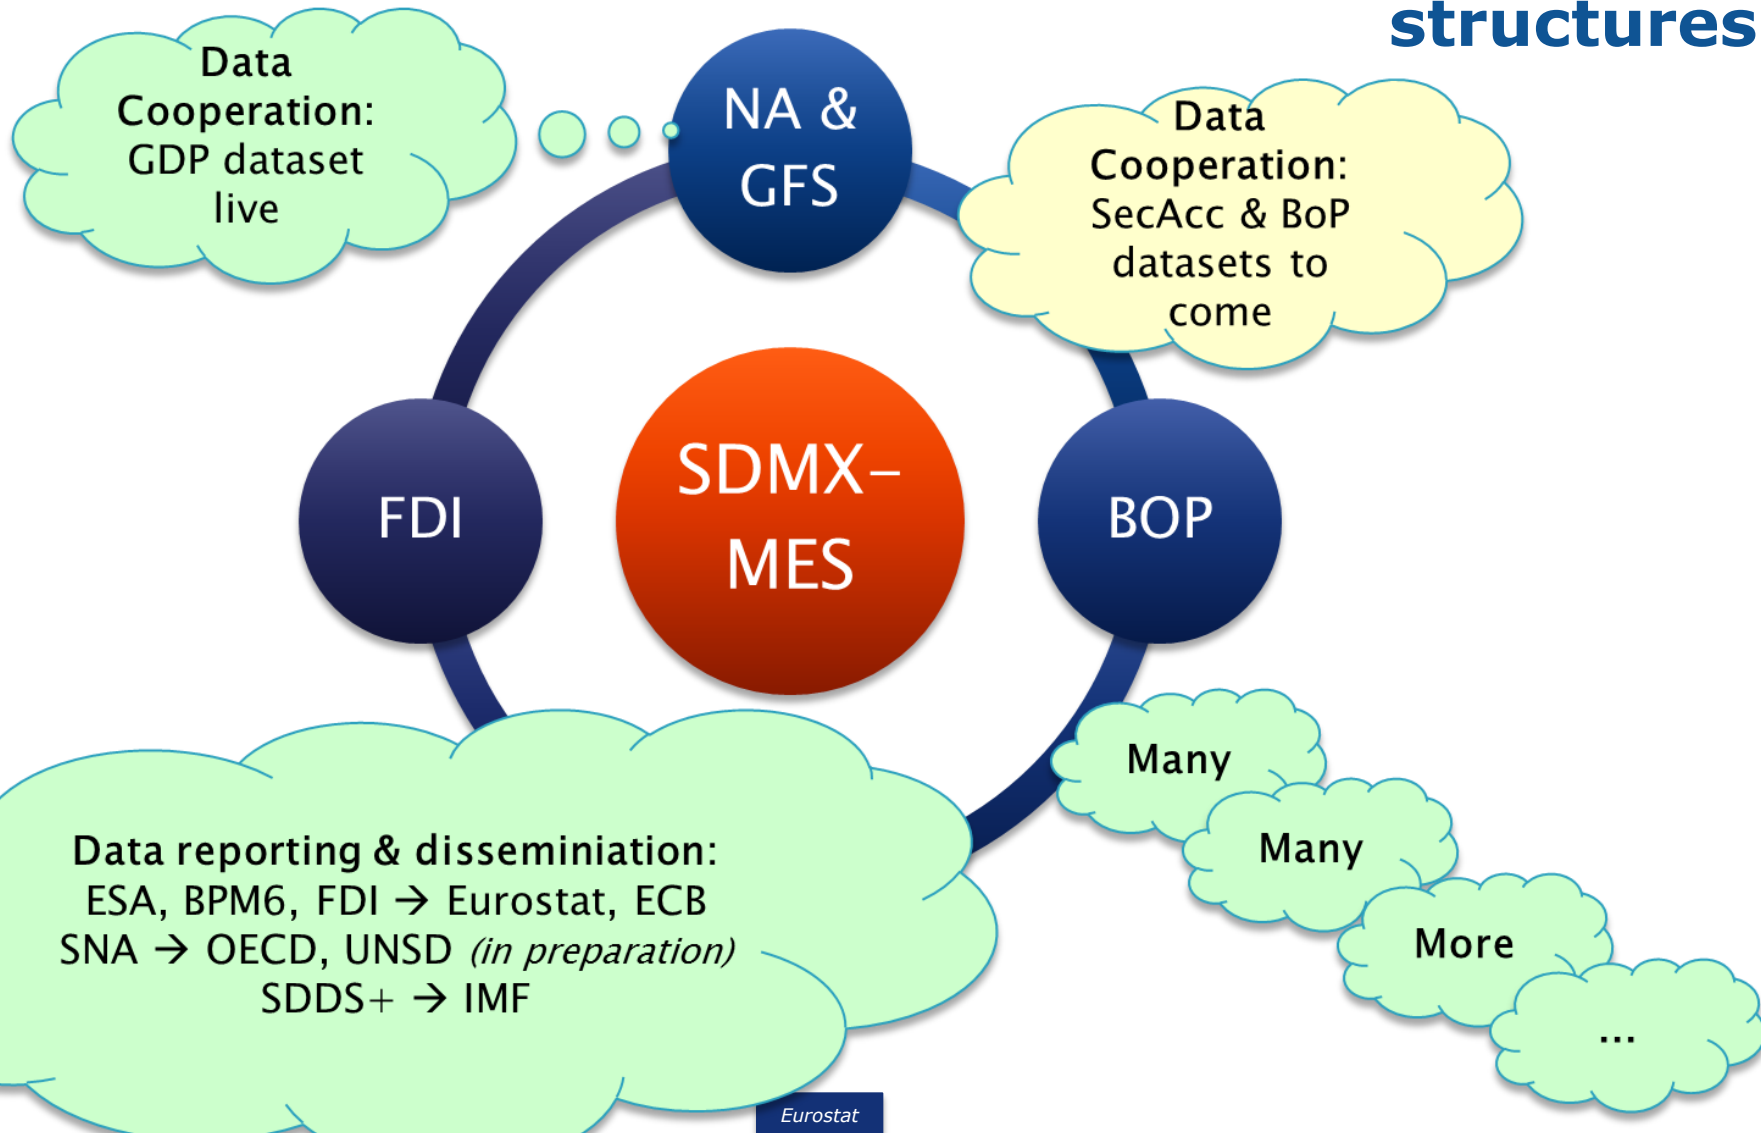 structures
Data
Cooperation:
GDP dataset
live
NA &
GFS
Data
Cooperation:
SecAcc & BoP
datasets to
come
FDI
SDMX-
MES
BOP
Many
Many
More
...
Data reporting & disseminiation:
ESA, BPM6, FDI → Eurostat, ECB
SNA → OECD, UNSD (in preparation)
SDDS+ → IMF
Eurostat